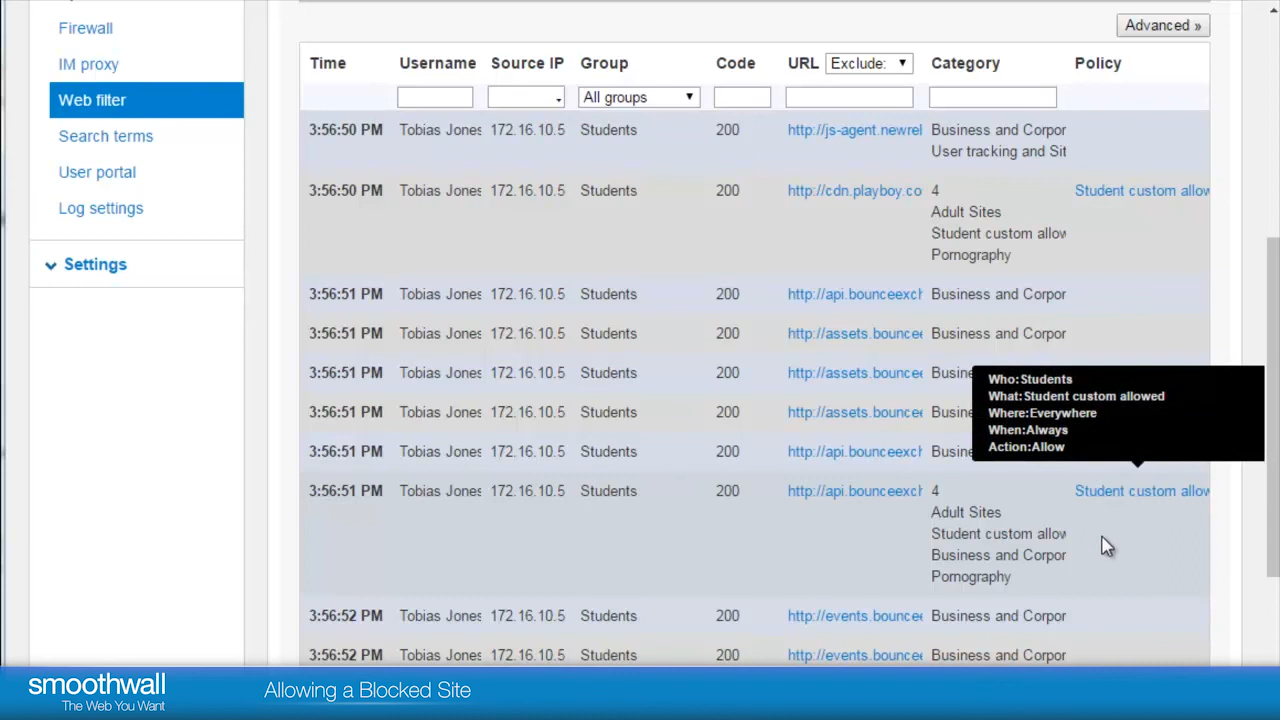 Firewall
IM proxy
Web filter
Search terms
User portal
Log settings
Settings
Advanced »
Time Username Source IP Group Code URL Exclude: Category Policy
All groups
3:56:50 PM Tobias Jones 172.16.10.5 Students 200 http://js-agent.newrel Business and Corpor
User tracking and Sit
3:56:50 PM Tobias Jones 172.16.10.5 Students 200 http://cdn.playboy.co 4 Student custom allow
Adult Sites
Student custom allow
Pornography
3:56:51 PM Tobias Jones 172.16.10.5 Students 200 http://api.bounceexch Business and Corpor
3:56:51 PM Tobias Jones 172.16.10.5 Students 200 http://assets.bouncee Business and Corpor
3:56:51 PM Tobias Jones 172.16.10.5 Students 200 http://assets.bouncee Busine
3:56:51 PM Tobias Jones 172.16.10.5 Students 200 http://assets.bouncee Busine
3:56:51 PM Tobias Jones 172.16.10.5 Students 200 http://api.bounceexch Business and Corpor
Who:Students
What:Student custom allowed
Where:Everywhere
When:Always
Action:Allow
3:56:51 PM Tobias Jones 172.16.10.5 Students 200 http://api.bounceexch 4 Student custom allow
Adult Sites
Student custom allow
Business and Corpor
Pornography
3:56:52 PM Tobias Jones 172.16.10.5 Students 200 http://events.bouncee Business and Corpor
3:56:52 PM Tobias Jones 172.16.10.5 Students 200 http://events.bouncee Business and Corpor
smoothwall
The Web You Want
Allowing a Blocked Site